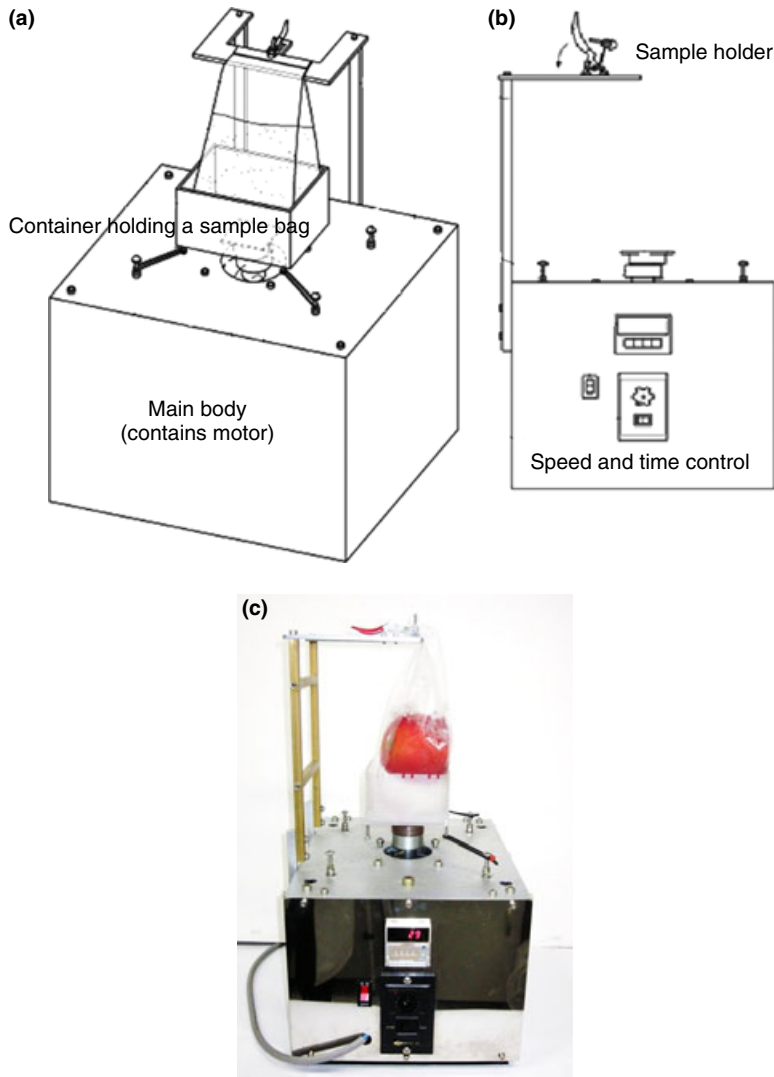 (a)
(b)
Sample holder
Container holding a sample bag
Main body
(contains motor)
Speed and time control
(c)
29